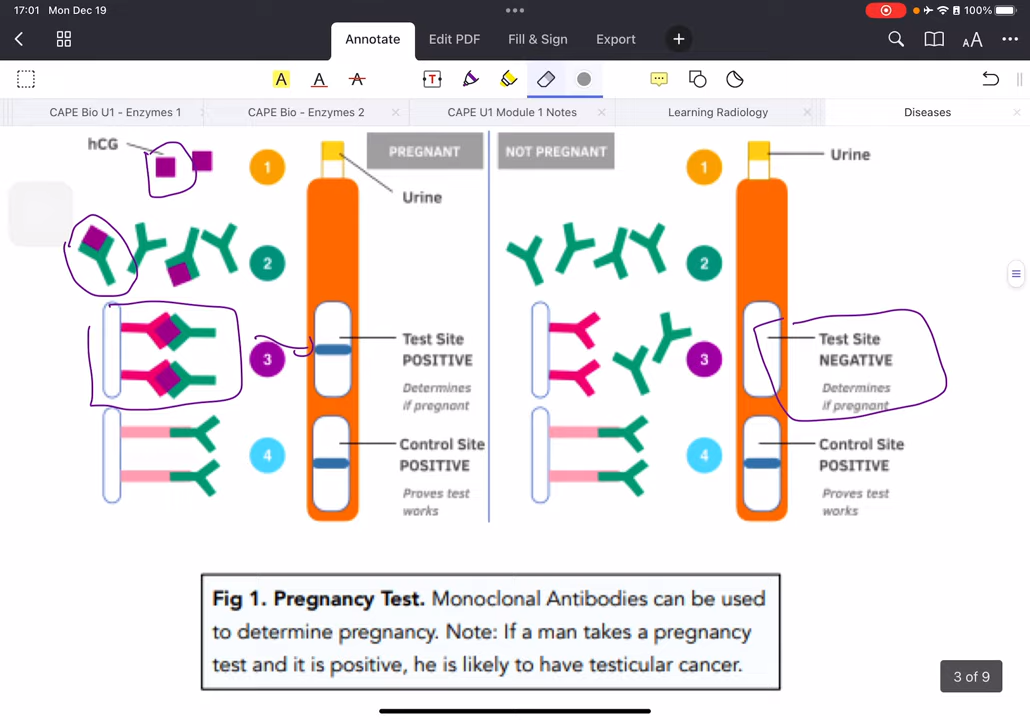 17:01 Mon Dec 19
100%
Annotate
Edit PDF
Fill & Sign
Export
+
AA
A
A
A
T
CAPE Bio U1 - Enzymes 1
CAPE Bio - Enzymes 2
CAPE U1 Module 1 Notes
Learning Radiology
Diseases
hCG
1
PREGNANT
Urine
2
3
Test Site
POSITIVE
Determines
if pregnant
4
Control Site
POSITIVE
Proves test
works
NOT PREGNANT
1
Urine
2
3
Test Site
NEGATIVE
Determines
if pregnant
4
Control Site
POSITIVE
Proves test
works
Fig 1. Pregnancy Test. Monoclonal Antibodies can be used
to determine pregnancy. Note: If a man takes a pregnancy
test and it is positive, he is likely to have testicular cancer.
3 of 9